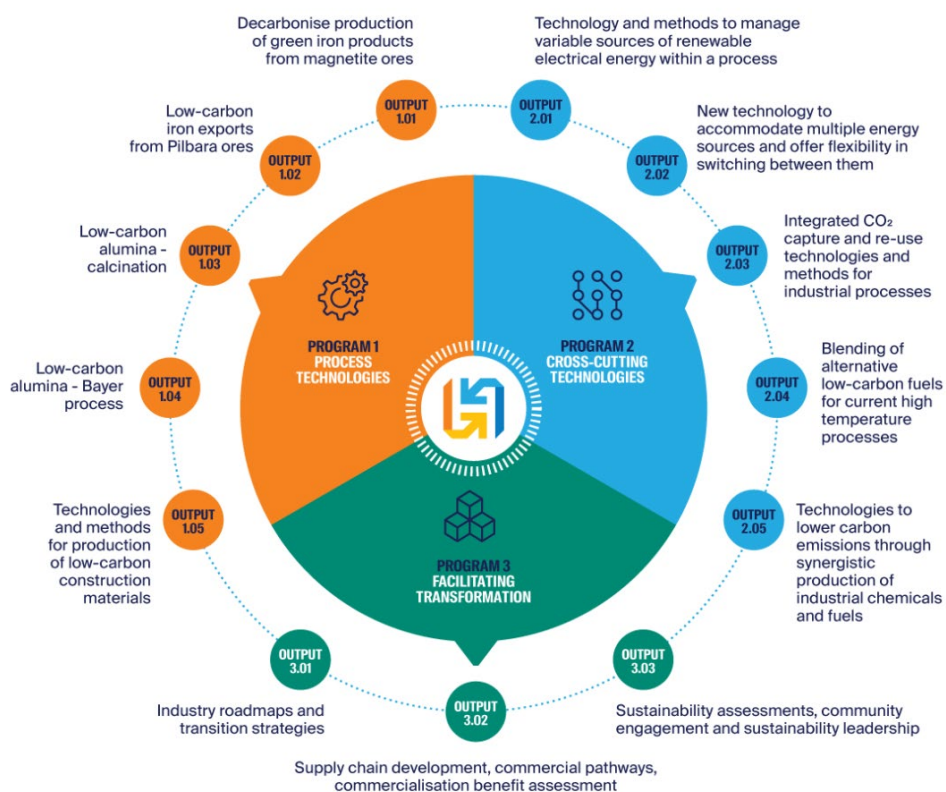 Decarbonise production
of green iron products
from magnetite ores
OUTPUT
1.01
Low-carbon
iron exports
from Pilbara ores
OUTPUT
1.02
Low-carbon
alumina -
calcination
OUTPUT
1.03
Low-carbon
alumina - Bayer
process
OUTPUT
1.04
Technologies
and methods
for production
of low-carbon
construction
materials
OUTPUT
1.05
Technology and methods to manage
variable sources of renewable
electrical energy within a process
OUTPUT
2.01
New technology to
accommodate multiple energy
sources and offer flexibility in
switching between them
OUTPUT
2.02
Integrated CO₂
capture and re-use
technologies and
methods for
industrial processes
OUTPUT
2.03
Blending of
alternative
low-carbon fuels
for current high
temperature
processes
OUTPUT
2.04
Technologies to
lower carbon
emissions through
synergistic
production of
industrial chemicals
and fuels
OUTPUT
2.05
PROGRAM 1
PROCESS
TECHNOLOGIES
PROGRAM 2
CROSS-CUTTING
TECHNOLOGIES
PROGRAM 3
FACILITATING
TRANSFORMATION
OUTPUT
3.01
Industry roadmaps and
transition strategies
OUTPUT
3.02
Supply chain development, commercial pathways,
commercialisation benefit assessment
OUTPUT
3.03
Sustainability assessments, community
engagement and sustainability leadership